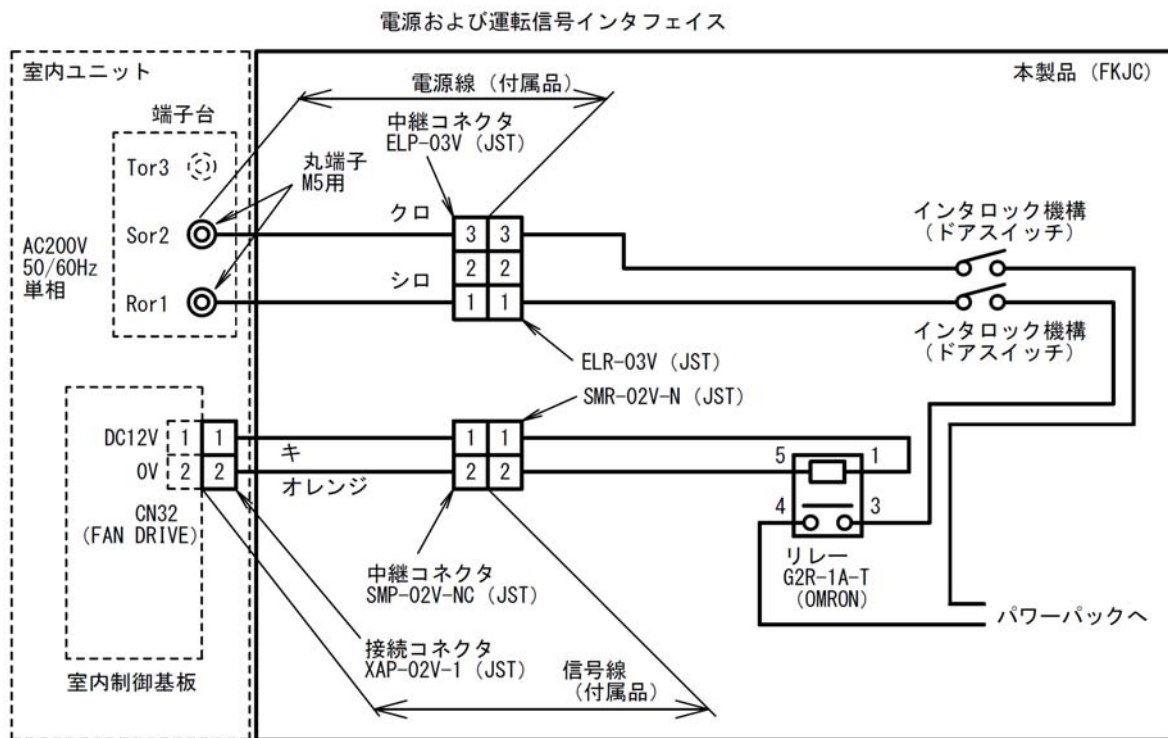 電源および運転信号インタフェイス
室内ユニット
本製品 (FKJC)
電源線 (付属品)
端子台
中継コネクタ
ELP-03V (JST)
Tor3
丸端子
M5用
クロ
インタロック機構
(ドアスイッチ)
Sor2
3 3
AC200V
50/60Hz
単相
2 2
シロ
Ror1
1 1
インタロック機構
(ドアスイッチ)
ELR-03V (JST)
SMR-02V-N (JST)
DC12V 1 1
キ
1 1
5 1
0V 2 2
オレンジ
2 2
4 3
CN32
(FAN DRIVE)
リレー
G2R-1A-T
(OMRON)
中継コネクタ
SMP-02V-NC (JST)
パワーパックへ
接続コネクタ
XAP-02V-1 (JST)
信号線
(付属品)
室内制御基板